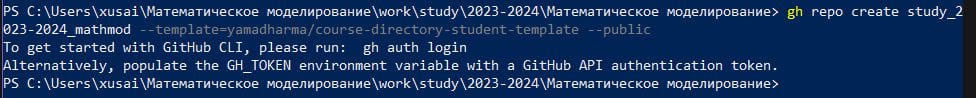 PS C:\Users\xusai\Математическое моделирование\work\study\2023-2024\Математическое моделирование> gh repo create study_2
023-2024_mathmod --template=yamadharma/course-directory-student-template --public
To get started with GitHub CLI, please run:  gh auth login
Alternatively, populate the GH_TOKEN environment variable with a GitHub API authentication token.
PS C:\Users\xusai\Математическое моделирование\work\study\2023-2024\Математическое моделирование>